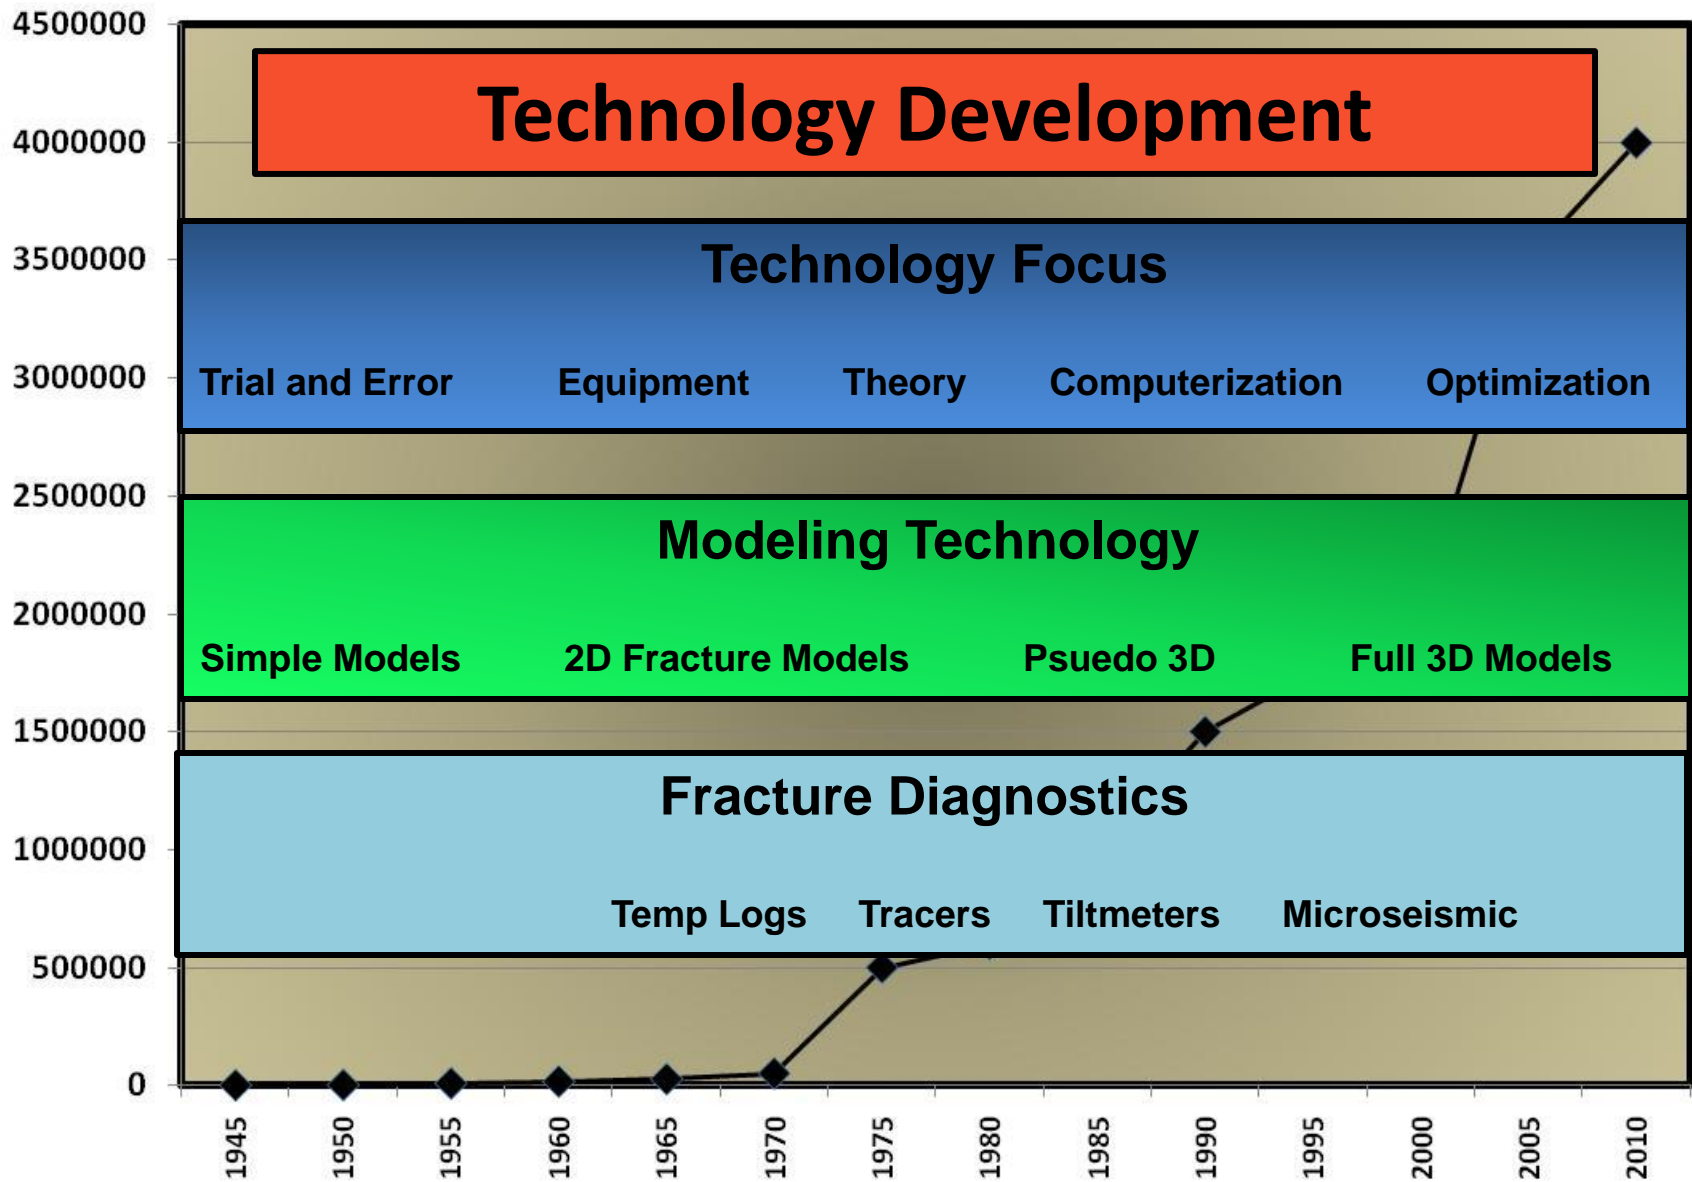 4500000
Technology Development
4000000
3500000
Technology Focus
3000000
Trial and Error Equipment Theory Computerization Optimization
2500000
Modeling Technology
2000000
Simple Models 2D Fracture Models Psuedo 3D Full 3D Models
1500000
Fracture Diagnostics
1000000
Temp Logs Tracers Tiltmeters Microseismic
500000
0
1945 1950 1955 1960 1965 1970 1975 1980 1985 1990 1995 2000 2005 2010